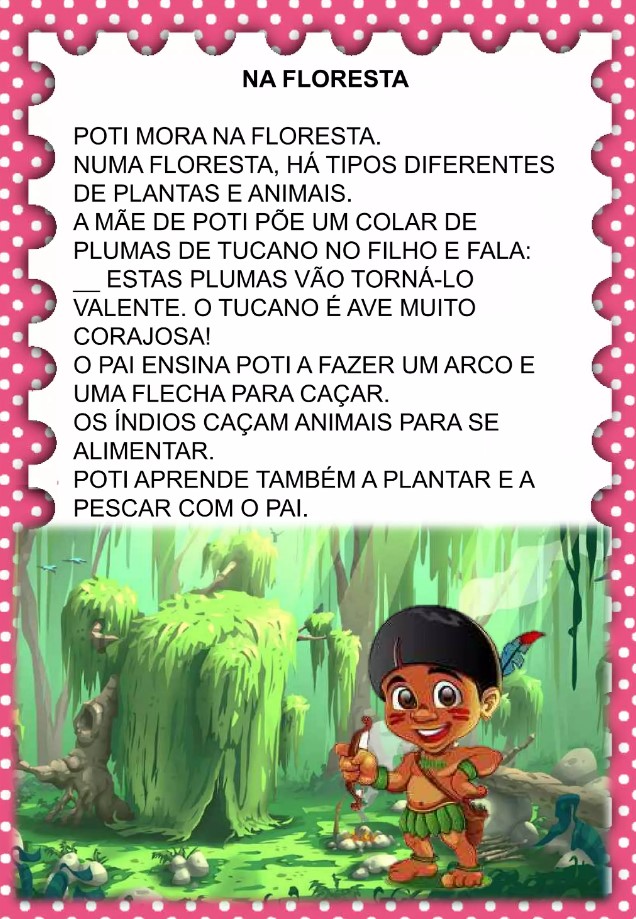 NA FLORESTA
POTI MORA NA FLORESTA.
NUMA FLORESTA, HÁ TIPOS DIFERENTES
DE PLANTAS E ANIMAIS.
A MÃE DE POTI PÕE UM COLAR DE
PLUMAS DE TUCANO NO FILHO E FALA:
__ ESTAS PLUMAS VÃO TORNÁ-LO
VALENTE. O TUCANO É AVE MUITO
CORAJOSA!
O PAI ENSINA POTI A FAZER UM ARCO E
UMA FLECHA PARA CAÇAR.
OS ÍNDIOS CAÇAM ANIMAIS PARA SE
ALIMENTAR.
POTI APRENDE TAMBÉM A PLANTAR E A
PESCAR COM O PAI.